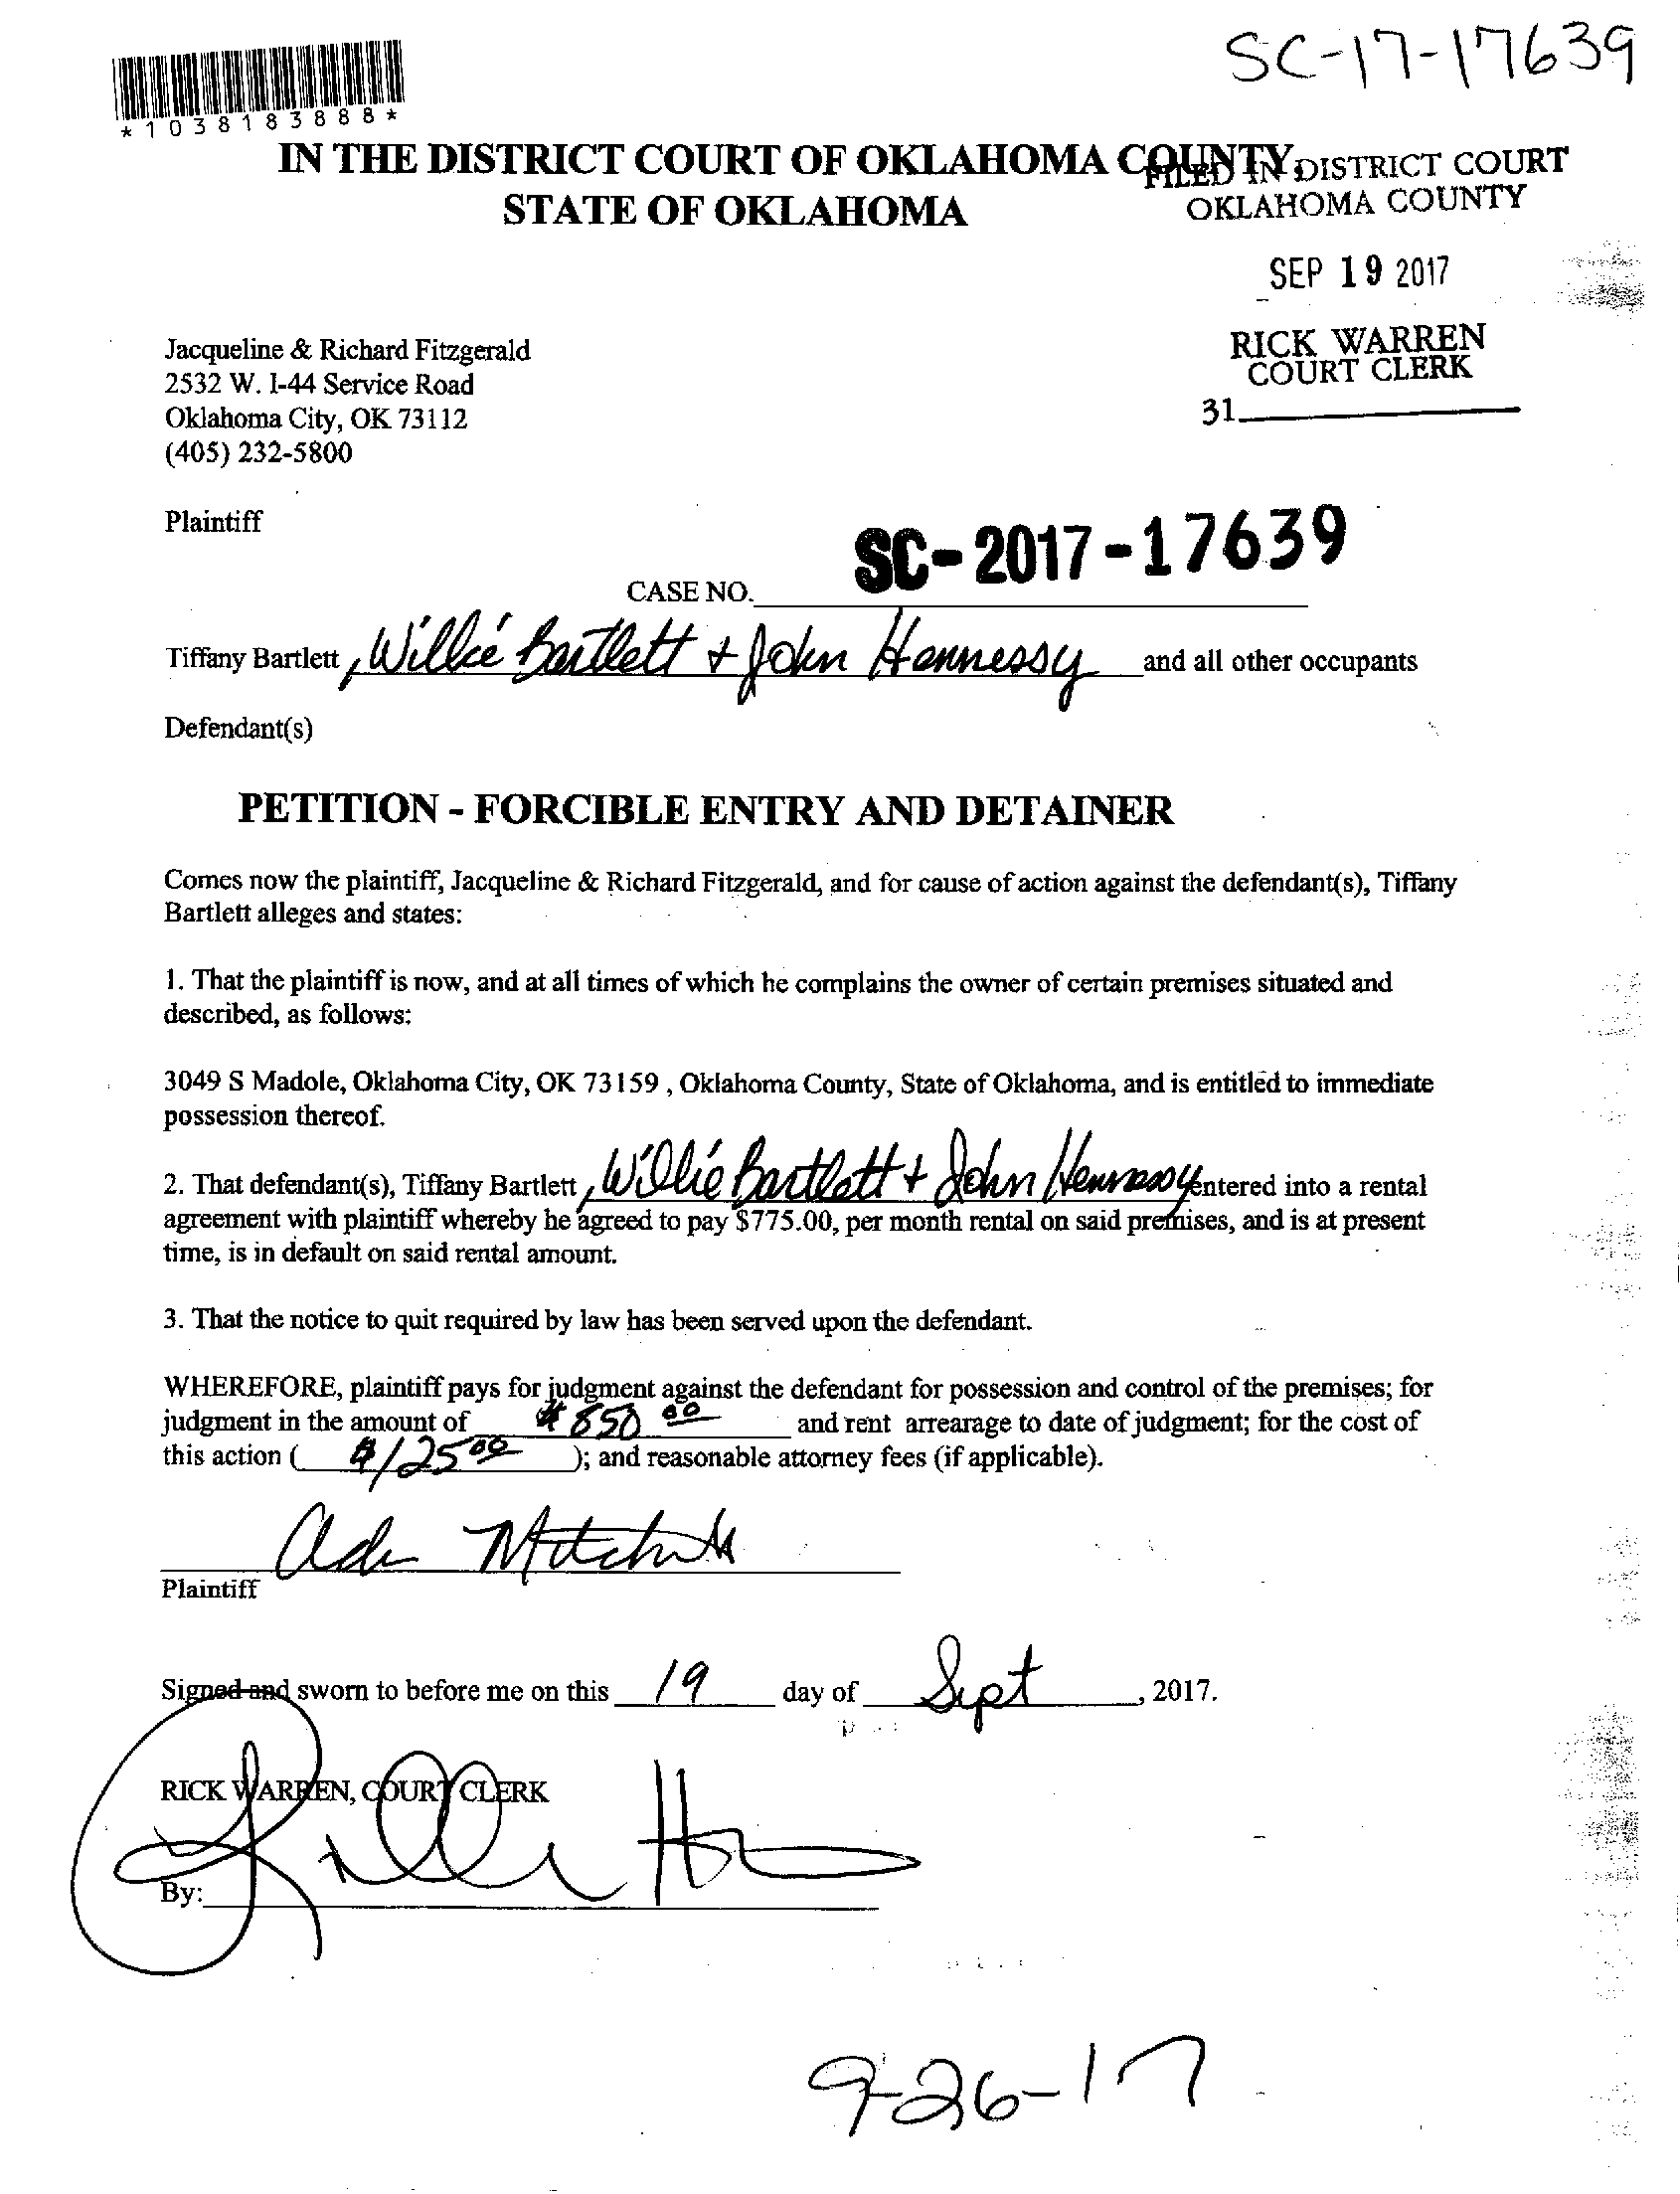 SC-17-17639
*1038183888*
IN THE DISTRICT COURT OF OKLAHOMA COUNTY
STATE OF OKLAHOMA
FILED IN DISTRICT COURT
OKLAHOMA COUNTY
SEP 19 2017
RICK WARREN
COURT CLERK
31
Jacqueline & Richard Fitzgerald
2532 W. I-44 Service Road
Oklahoma City, OK 73112
(405) 232-5800
Plaintiff
CASE NO. SC-2017-17639
Tiffany Bartlett, Willie Bartlett + John Hennessy and all other occupants
Defendant(s)
PETITION - FORCIBLE ENTRY AND DETAINER
Comes now the plaintiff, Jacqueline & Richard Fitzgerald, and for cause of action against the defendant(s), Tiffany
Bartlett alleges and states:
1. That the plaintiff is now, and at all times of which he complains the owner of certain premises situated and
described, as follows:
3049 S Madole, Oklahoma City, OK 73159 , Oklahoma County, State of Oklahoma, and is entitled to immediate
possession thereof.
2. That defendant(s), Tiffany Bartlett, Willie Bartlett + John Hennessy entered into a rental
agreement with plaintiff whereby he agreed to pay $775.00, per month rental on said premises, and is at present
time, is in default on said rental amount.
3. That the notice to quit required by law has been served upon the defendant.
WHEREFORE, plaintiff pays for judgment against the defendant for possession and control of the premises; for
judgment in the amount of $850 00 and rent arrearage to date of judgment; for the cost of
this action ( $125 00 ); and reasonable attorney fees (if applicable).
Plaintiff
Signed and sworn to before me on this 19 day of Sept, 2017.
RICK WARREN, COURT CLERK
By:
9-26-17